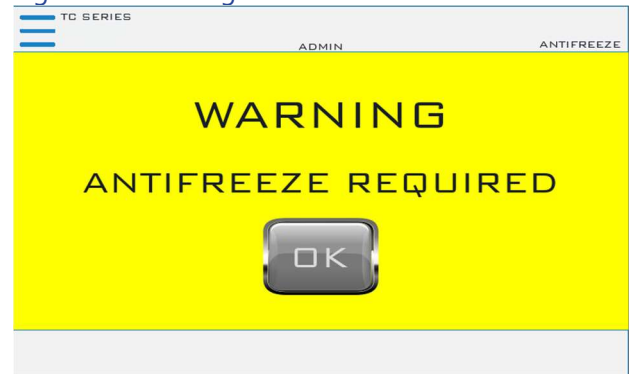 TC SERIES
ADMIN
ANTIFREEZE
WARNING
ANTIFREEZE REQUIRED
OK